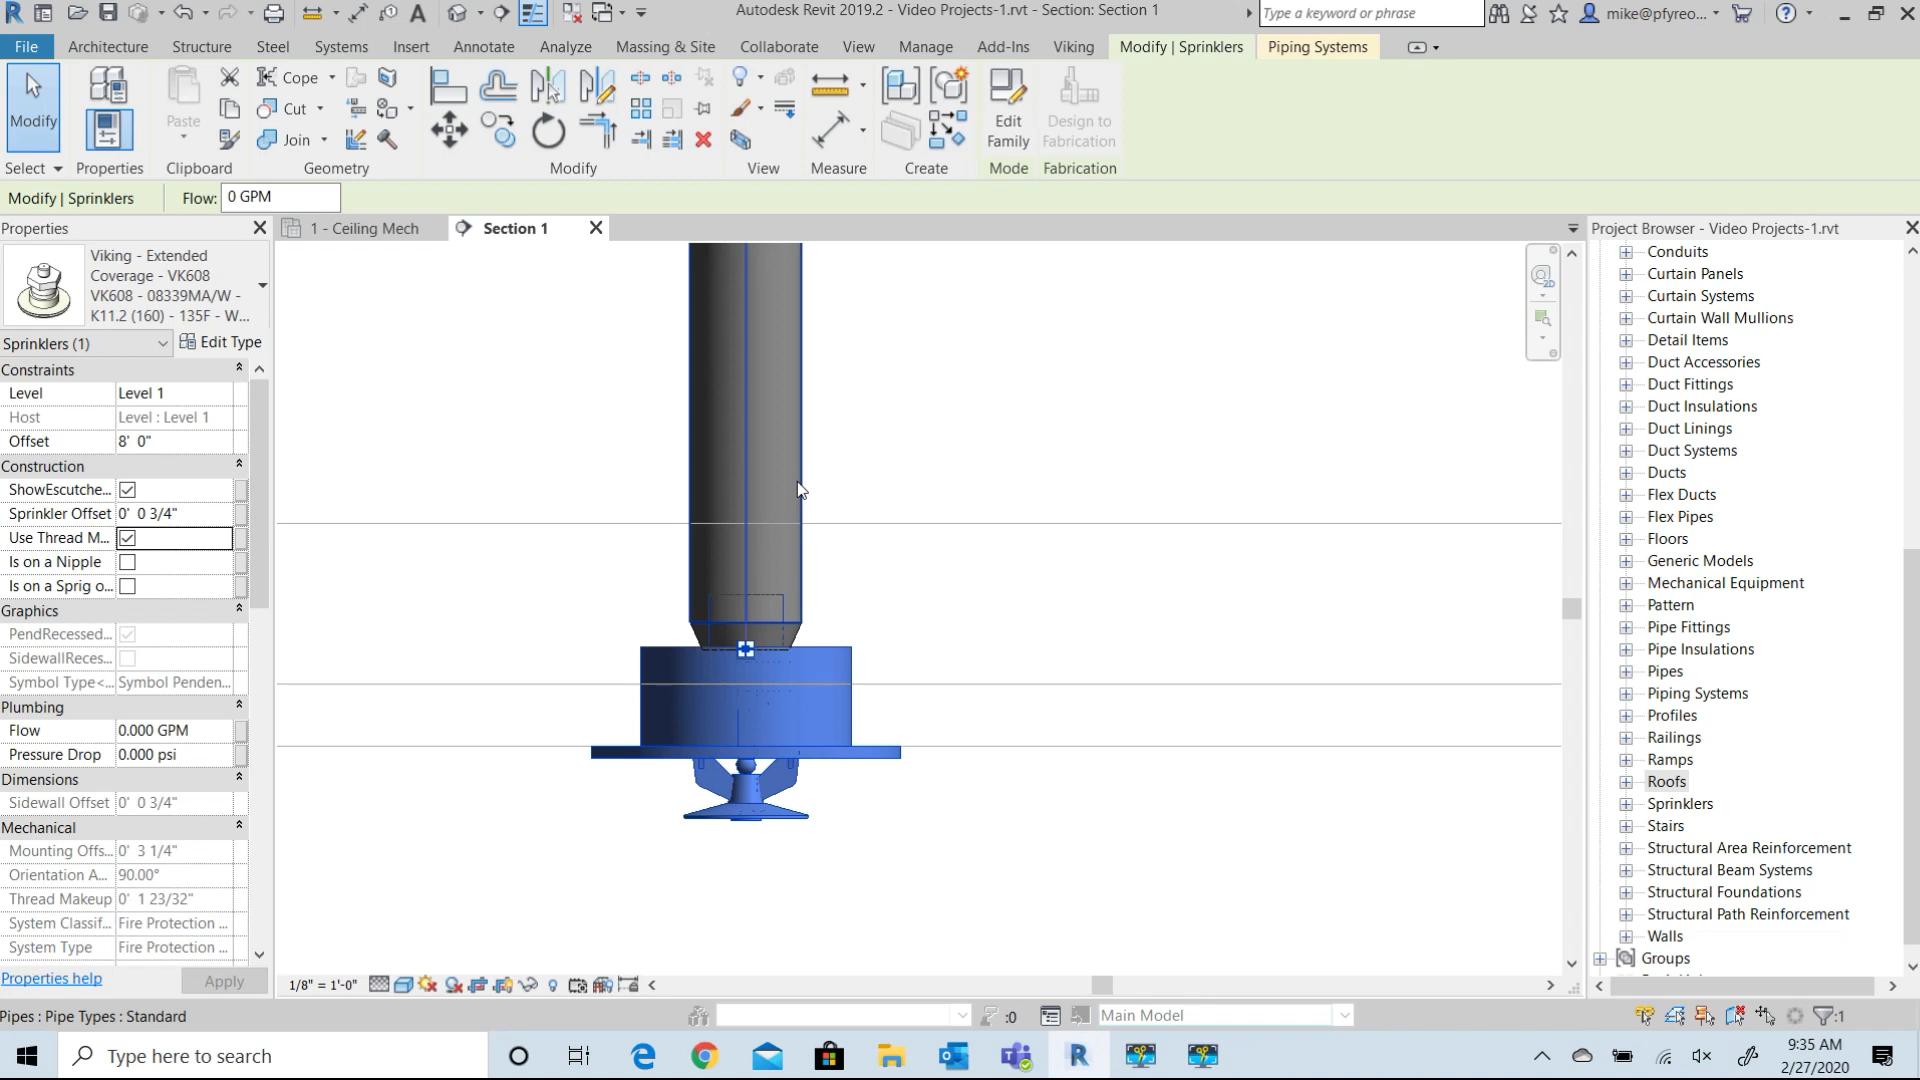 Autodesk Revit 2019.2 - Video Projects-1.rvt - Section: Section 1
Type a keyword or phrase
mike@pfyreo...
File Architecture Structure Steel Systems Insert Annotate Analyze Massing & Site Collaborate View Manage Add-Ins Viking Modify | Sprinklers Piping Systems
Modify
Paste
Cope
Cut
Join
Edit
Family
Design to
Fabrication
Select Properties Clipboard Geometry Modify View Measure Create Mode Fabrication
Modify | Sprinklers Flow: 0 GPM
Properties
Viking - Extended
Coverage - VK608
VK608 - 08339MA/W -
K11.2 (160) - 135F - W...
Sprinklers (1) Edit Type
Constraints
Level Level 1
Host Level : Level 1
Offset 8' 0"
Construction
ShowEscutche...
Sprinkler Offset 0' 0 3/4"
Use Thread M...
Is on a Nipple
Is on a Sprig o...
Graphics
PendRecessed...
SidewallReces...
Symbol Type<... Symbol Penden...
Plumbing
Flow 0.000 GPM
Pressure Drop 0.000 psi
Dimensions
Sidewall Offset 0' 0 3/4"
Mechanical
Mounting Offs... 0' 3 1/4"
Orientation A... 90.00°
Thread Makeup 0' 1 23/32"
System Classif... Fire Protection ...
System Type Fire Protection ...
Properties help Apply
1 - Ceiling Mech Section 1
2D
1/8" = 1'-0"
Project Browser - Video Projects-1.rvt
Conduits
Curtain Panels
Curtain Systems
Curtain Wall Mullions
Detail Items
Duct Accessories
Duct Fittings
Duct Insulations
Duct Linings
Duct Systems
Ducts
Flex Ducts
Flex Pipes
Floors
Generic Models
Mechanical Equipment
Pattern
Pipe Fittings
Pipe Insulations
Pipes
Piping Systems
Profiles
Railings
Ramps
Roofs
Sprinklers
Stairs
Structural Area Reinforcement
Structural Beam Systems
Structural Foundations
Structural Path Reinforcement
Walls
Groups
Pipes : Pipe Types : Standard
:0
Main Model
:1
Type here to search
9:35 AM
2/27/2020